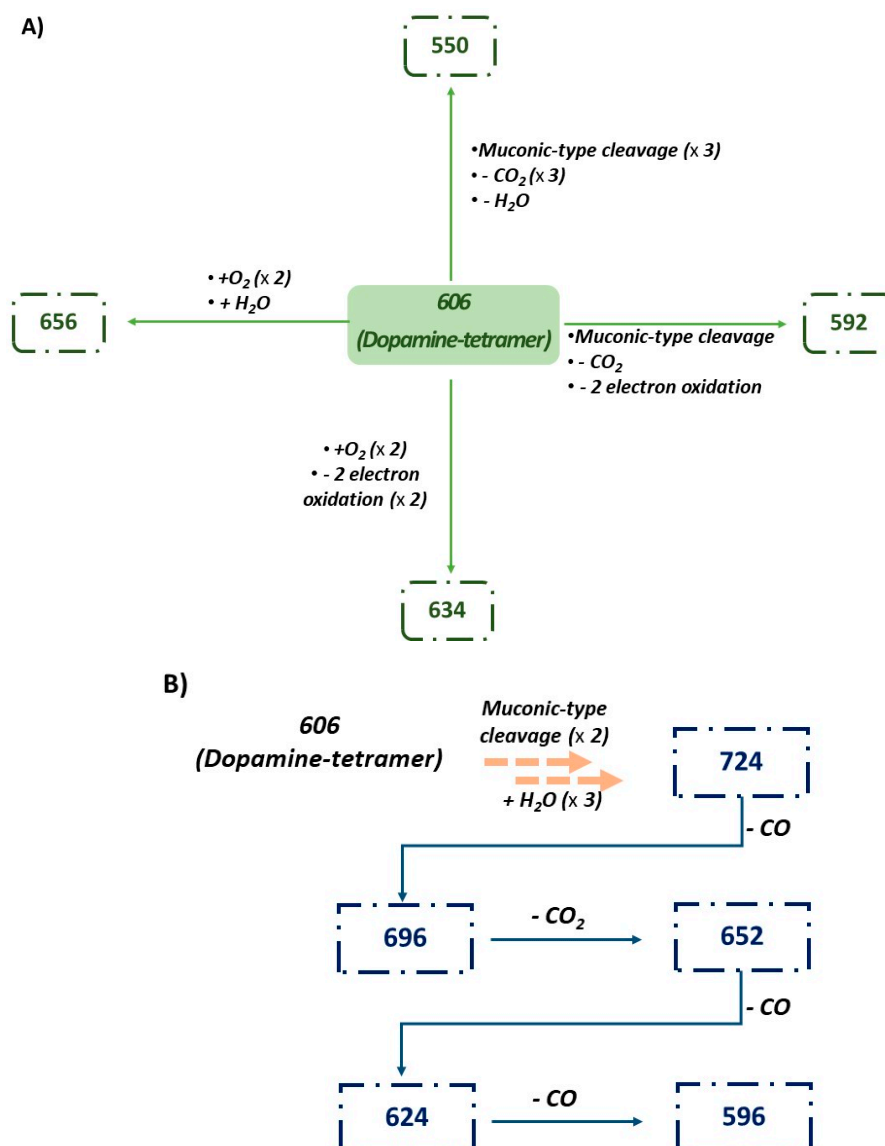 A)
550
•Muconic-type cleavage (x 3)
• - CO₂ (x 3)
• - H₂O
• +O₂ (x 2)
• + H₂O
656
606
(Dopamine-tetramer)
592
•Muconic-type cleavage
• - CO₂
• - 2 electron oxidation
• +O₂ (x 2)
• - 2 electron
oxidation (x 2)
634
B)
606
(Dopamine-tetramer)
Muconic-type
cleavage (x 2)
+ H₂O (x 3)
724
- CO
696
- CO₂
652
- CO
624
- CO
596